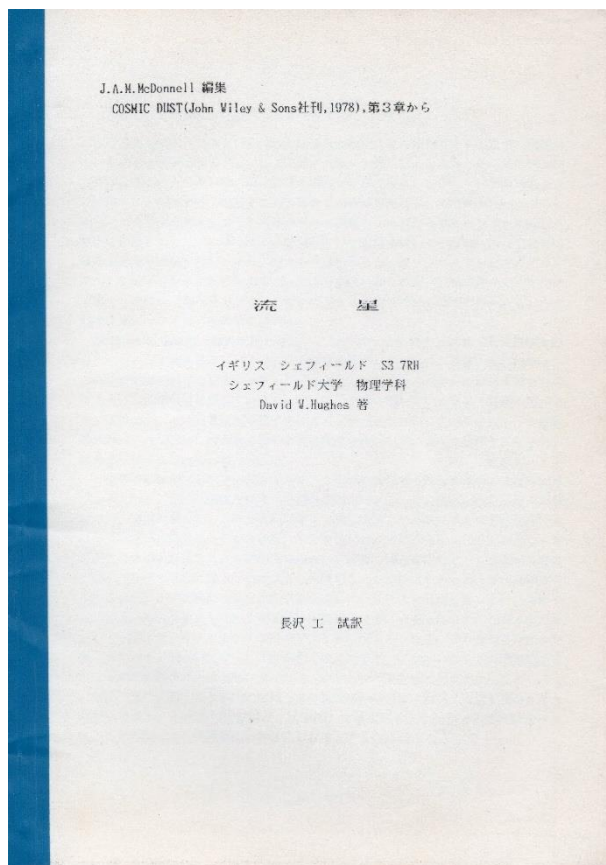 J.A.M.McDonnell 編集
COSMIC DUST(John Wiley & Sons社刊,1978),第3章から
流 星
イギリス シェフィールド S3 7RH
シェフィールド大学 物理学科
David W.Hughes 著
長沢 工 試訳